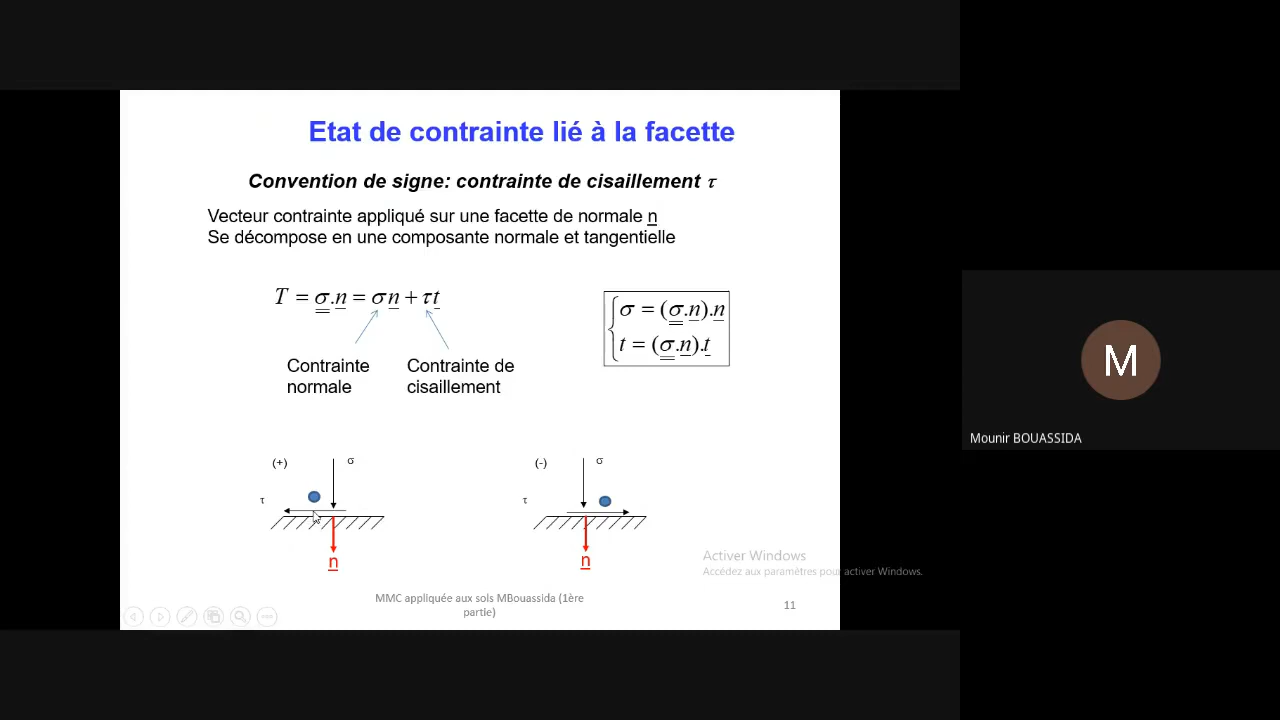 Etat de contrainte lié à la facette
Convention de signe: contrainte de cisaillement τ
Vecteur contrainte appliqué sur une facette de normale n
Se décompose en une composante normale et tangentielle
T = σ.n = σn + τt
σ = (σ.n).n
t = (σ.n).t
Contrainte normale
Contrainte de cisaillement
(+)
σ
τ
n
(-)
σ
τ
n
Activer Windows
Accédez aux paramètres pour activer Windows.
MMC appliquée aux sols MBouassida (1ère
partie)
11
M
Mounir BOUASSIDA